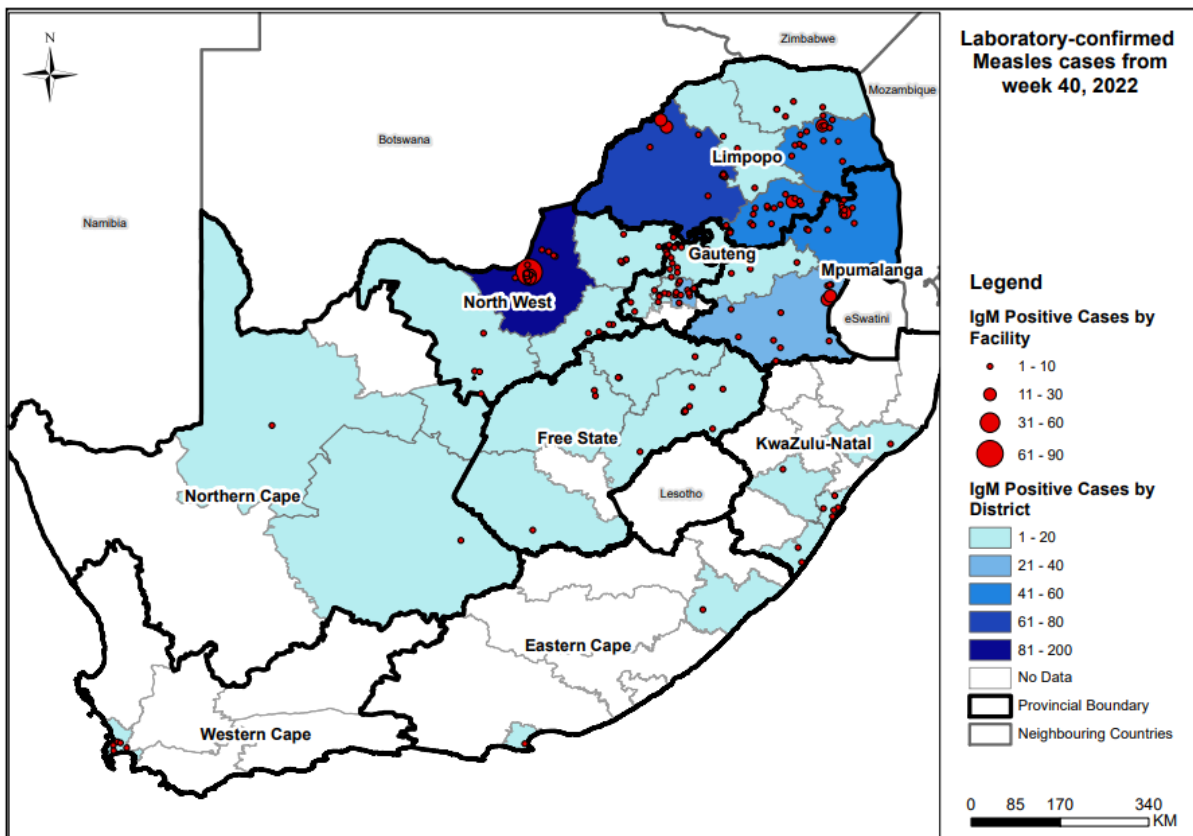 N
Zimbabwe
Mozambique
Botswana
Namibia
Limpopo
Gauteng
Mpumalanga
North West
eSwatini
Free State
KwaZulu-Natal
Lesotho
Northern Cape
Eastern Cape
Western Cape
Laboratory-confirmed
Measles cases from
week 40, 2022
Legend
IgM Positive Cases by
Facility
1 - 10
11 - 30
31 - 60
61 - 90
IgM Positive Cases by
District
1 - 20
21 - 40
41 - 60
61 - 80
81 - 200
No Data
Provincial Boundary
Neighbouring Countries
0 85 170 340
KM